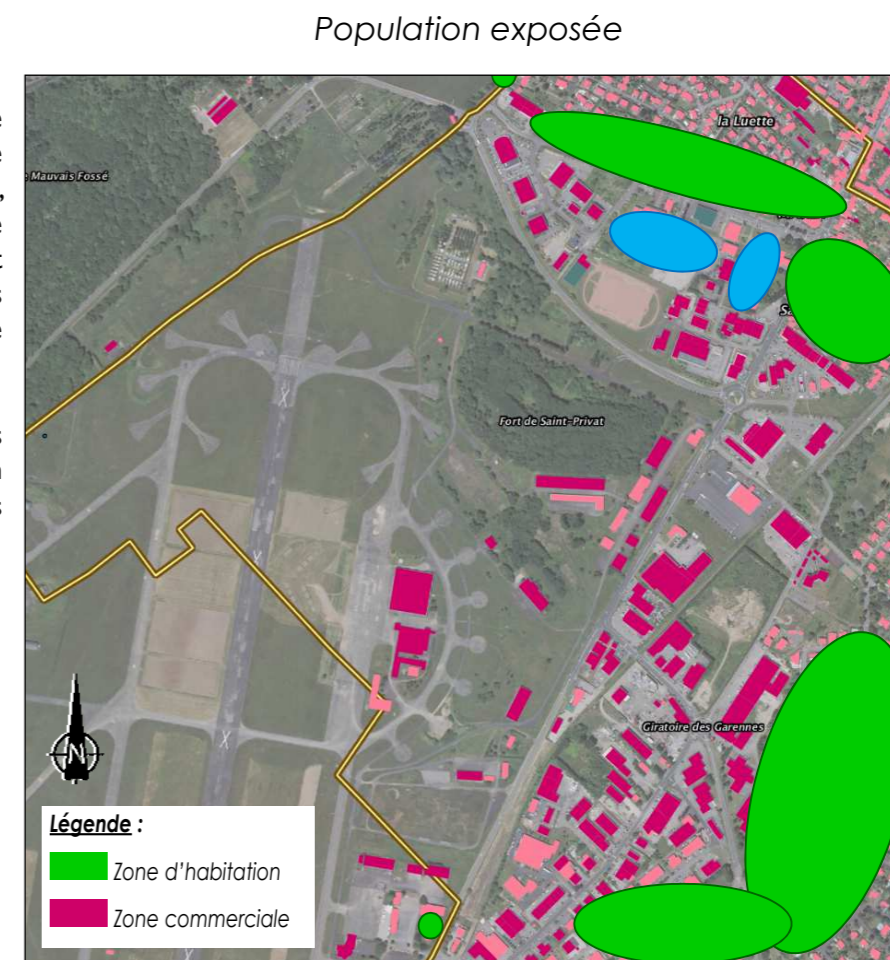 Population exposée
la Luette
Mauvais Fossé
Fort de Saint-Privat
Giratoire des Garennes
N
Légende :
Zone d'habitation
Zone commerciale